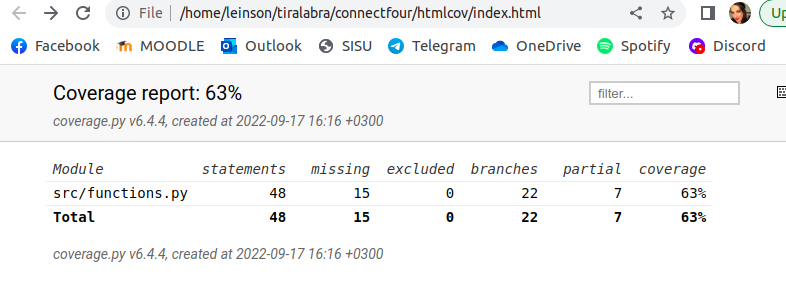 File /home/leinson/tiralabra/connectfour/htmlcov/index.html Up
Facebook MOODLE Outlook SISU Telegram OneDrive Spotify Discord
Coverage report: 63% filter...
coverage.py v6.4.4, created at 2022-09-17 16:16 +0300
Module statements missing excluded branches partial coverage
src/functions.py 48 15 0 22 7 63%
Total 48 15 0 22 7 63%
coverage.py v6.4.4, created at 2022-09-17 16:16 +0300